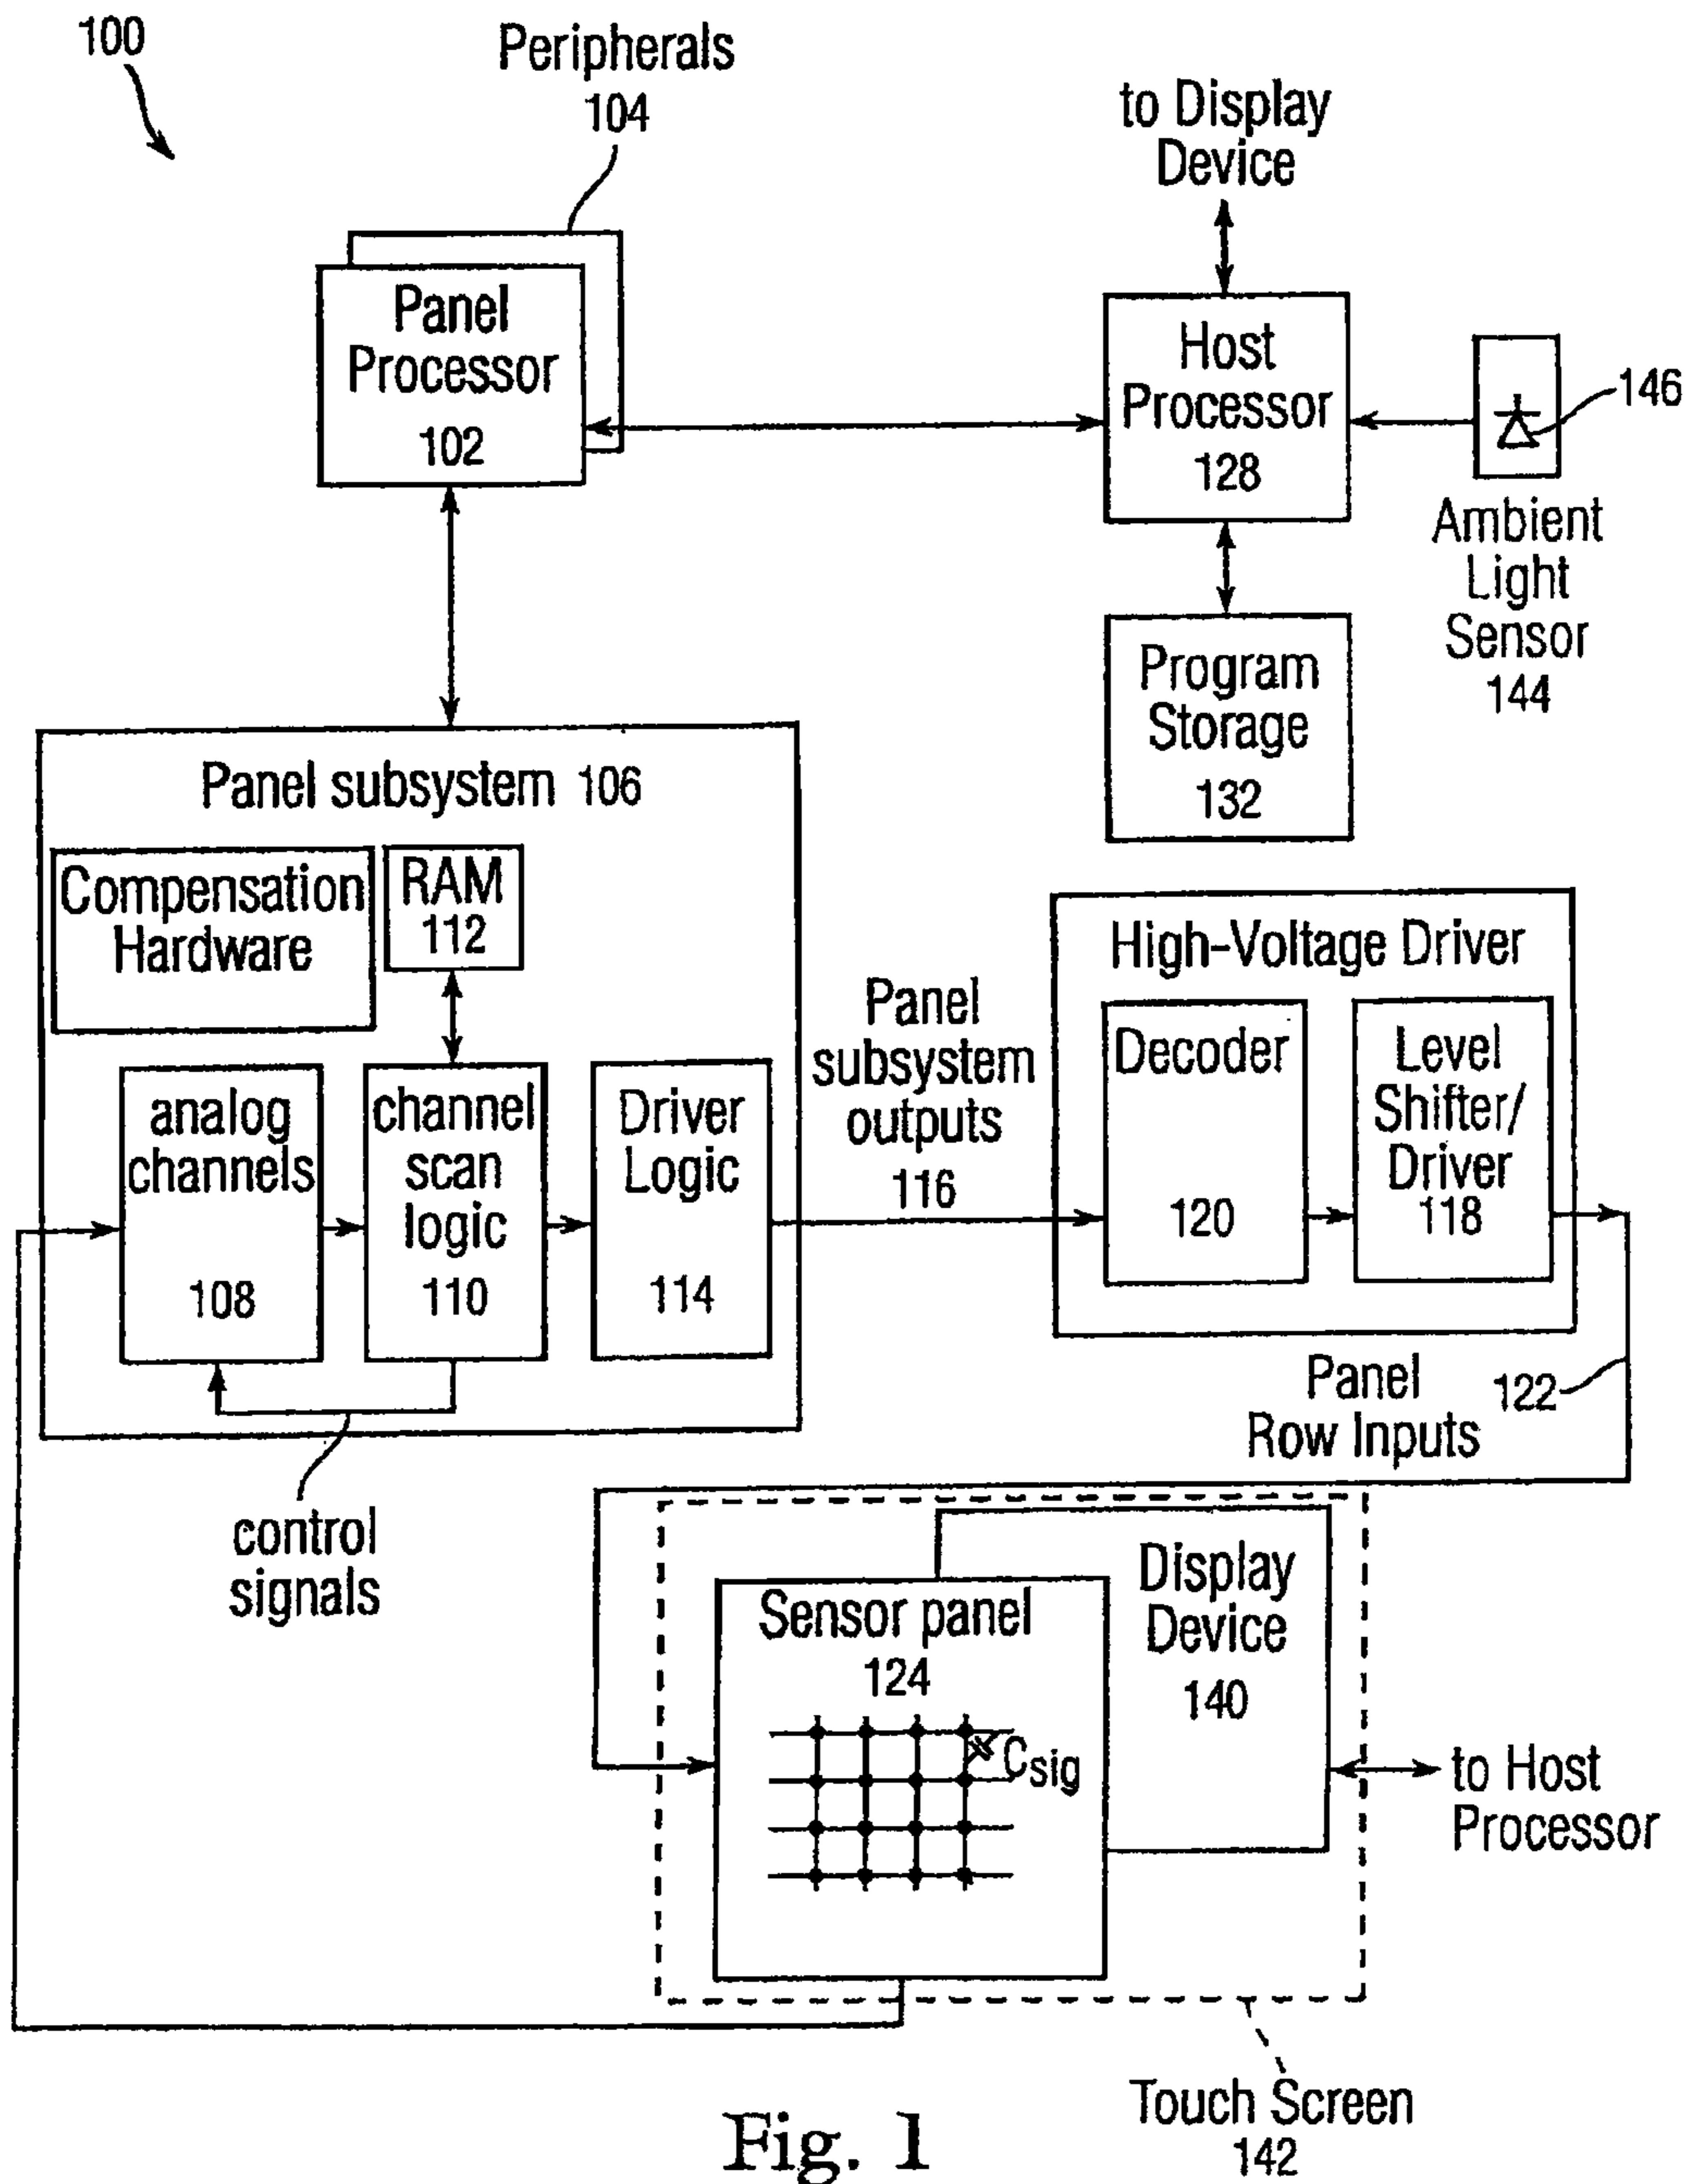 100
Peripherals
104
to Display
Device
Panel
Processor
102
Host
Processor
128
146
Ambient
Light
Sensor
144
Program
Storage
132
Panel subsystem 106
Compensation
Hardware
RAM
112
analog
channels
108
channel
scan
logic
110
Driver
Logic
114
control
signals
Panel
subsystem
outputs
116
High-Voltage Driver
Decoder
120
Level
Shifter/
Driver
118
Panel
Row Inputs
122
Sensor panel
124
Csig
Display
Device
140
to Host
Processor
Touch Screen
142
Fig. 1